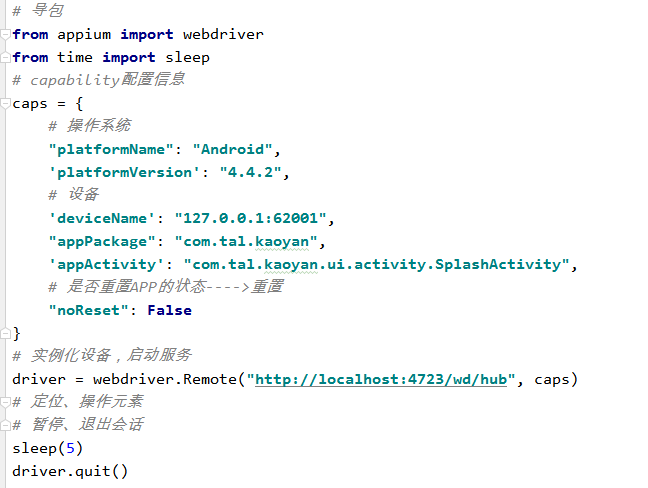 # 导包
from appium import webdriver
from time import sleep
# capability配置信息
caps = {
    # 操作系统
    "platformName": "Android",
    'platformVersion': "4.4.2",
    # 设备
    'deviceName': "127.0.0.1:62001",
    "appPackage": "com.tal.kaoyan",
    'appActivity': "com.tal.kaoyan.ui.activity.SplashActivity",
    # 是否重置APP的状态---->重置
    "noReset": False
}
# 实例化设备，启动服务
driver = webdriver.Remote("http://localhost:4723/wd/hub", caps)
# 定位、操作元素
# 暂停、退出会话
sleep(5)
driver.quit()